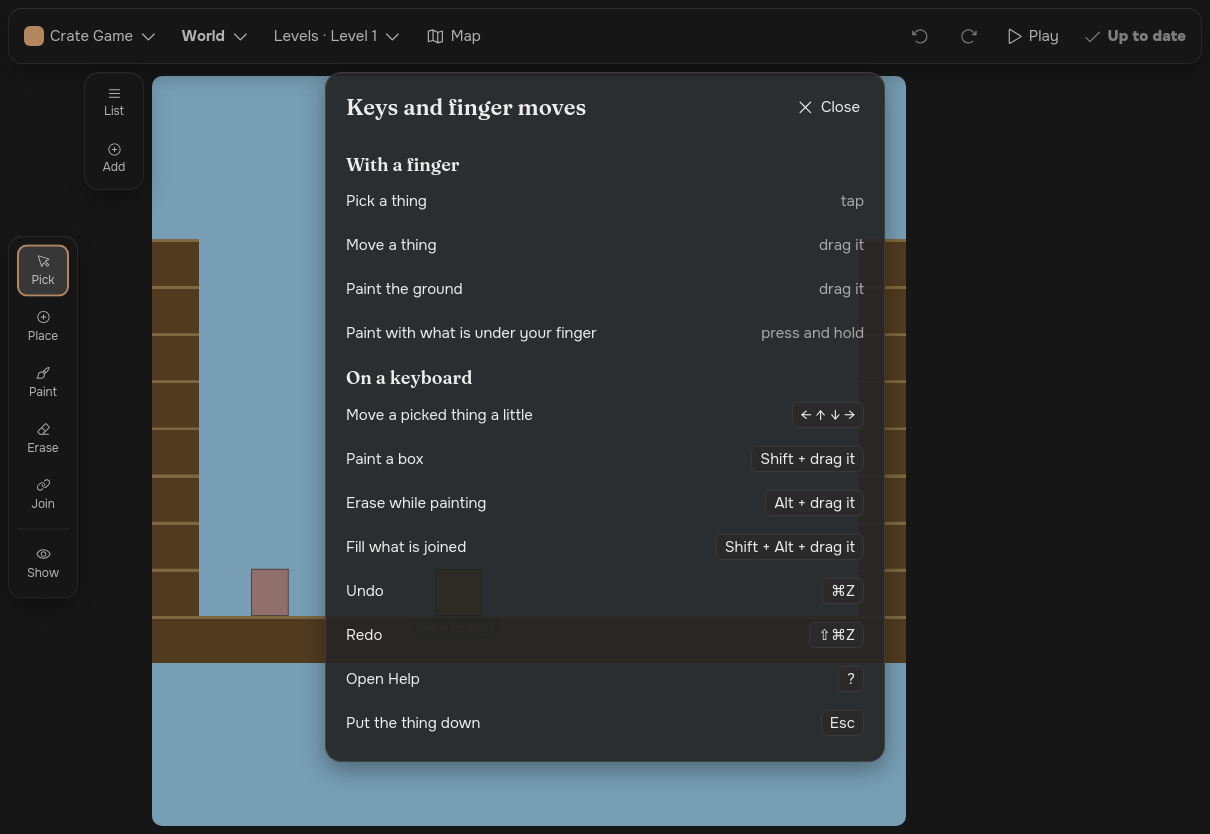 Crate Game
World
Levels · Level 1
Map
Play
Up to date
List
Add
Pick
Place
Paint
Erase
Join
Show
Keys and finger moves
Close
With a finger
Pick a thing tap
Move a thing drag it
Paint the ground drag it
Paint with what is under your finger press and hold
On a keyboard
Move a picked thing a little ← ↑ ↓ →
Paint a box Shift + drag it
Erase while painting Alt + drag it
Fill what is joined Shift + Alt + drag it
Undo ⌘Z
Redo ⇧⌘Z
Open Help ?
Put the thing down Esc